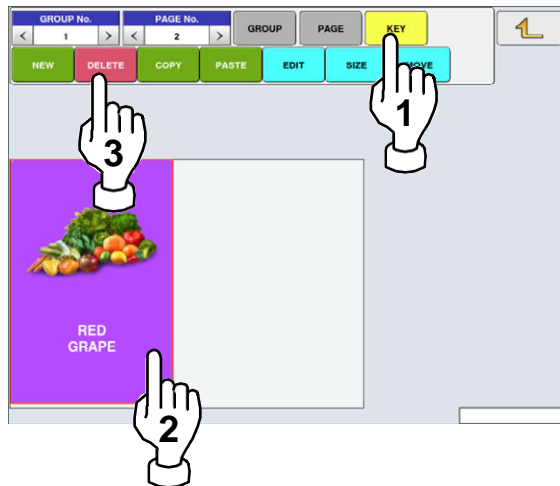 GROUP No.
PAGE No.
< 1 >
< 2 >
GROUP
PAGE
KEY
NEW
DELETE
COPY
PASTE
EDIT
SIZE
MOVE
1
3
RED
GRAPE
2